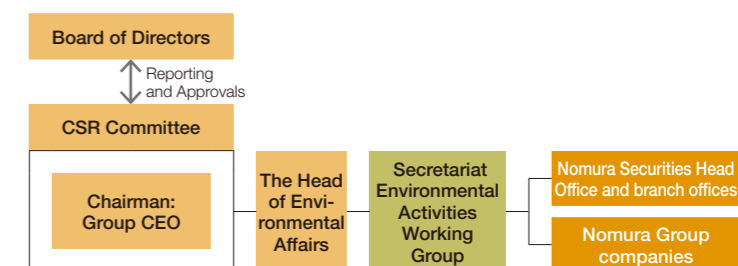 Board of Directors
Reporting
and Approvals
CSR Committee
Chairman:
Group CEO
The Head
of Envi-
ronmental
Affairs
Secretariat
Environmental
Activities
Working
Group
Nomura Securities Head
Office and branch offices
Nomura Group
companies